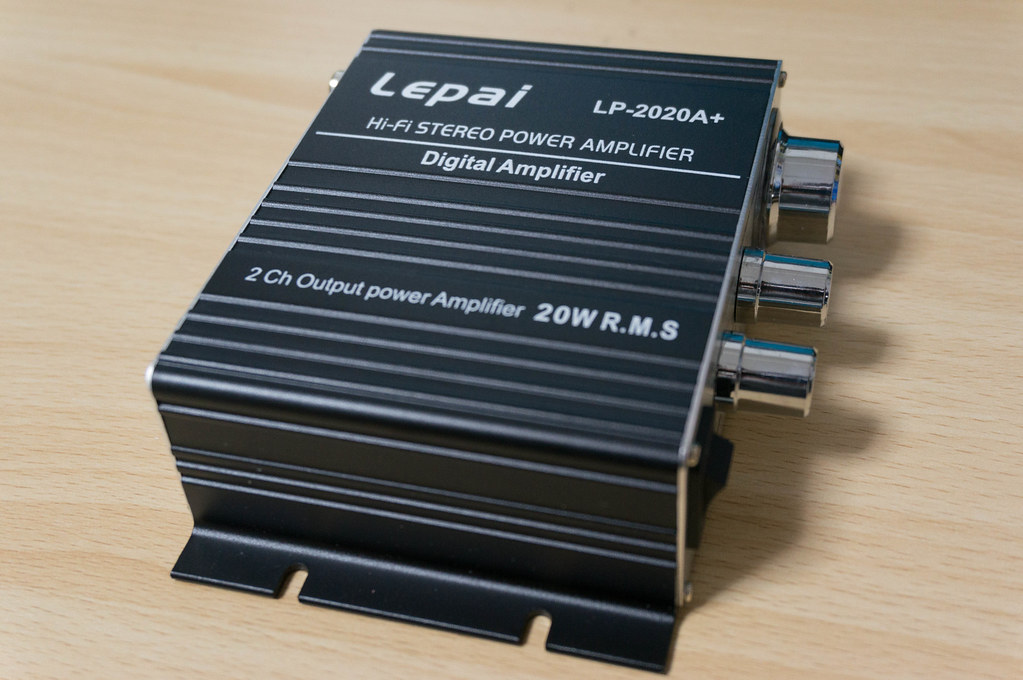 Lepai
LP-2020A+
Hi-Fi STEREO POWER AMPLIFIER
Digital Amplifier
2 Ch Output power Amplifier 20W R.M.S